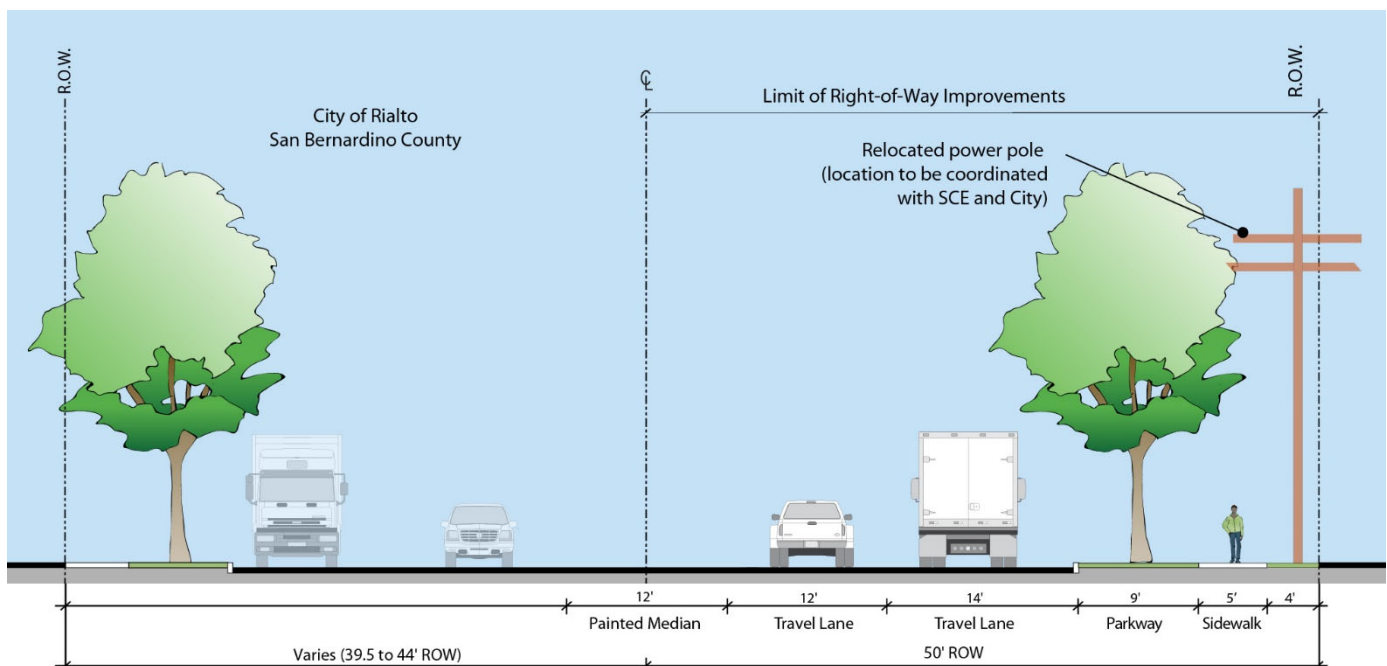 R.O.W.
City of Rialto
San Bernardino County
℄
Limit of Right-of-Way Improvements
R.O.W.
Relocated power pole
(location to be coordinated
with SCE and City)
12'
12'
14'
9'
5'
4'
Painted Median
Travel Lane
Travel Lane
Parkway
Sidewalk
Varies (39.5 to 44' ROW)
50' ROW